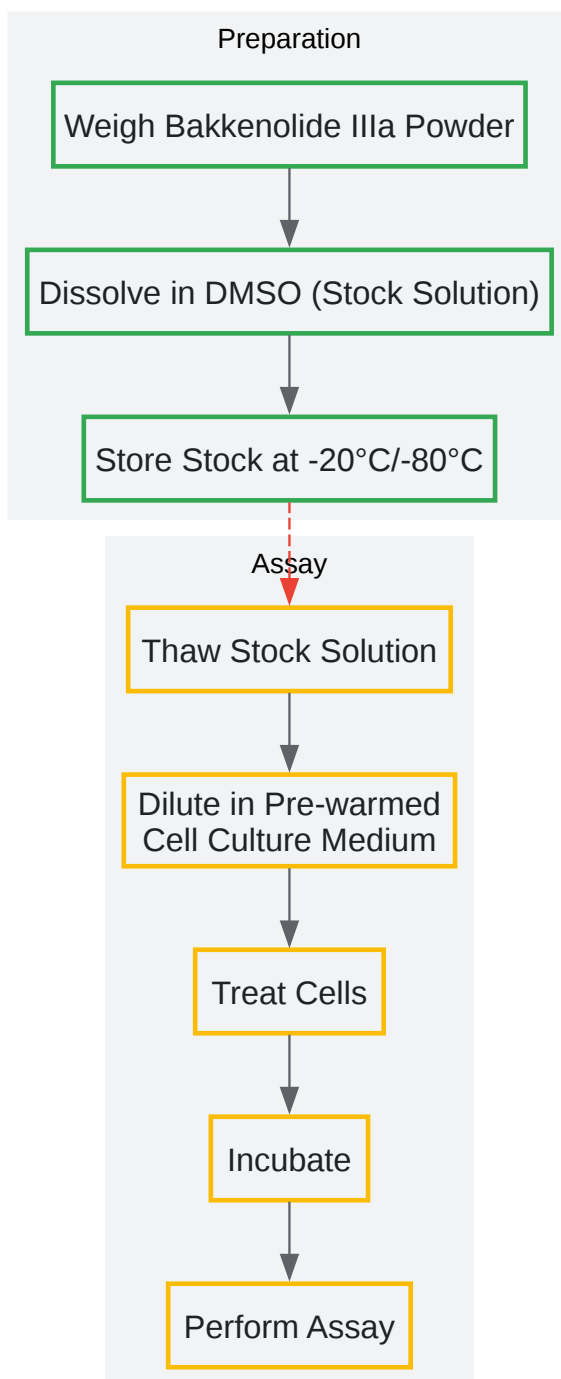 Preparation
Weigh Bakkenolide IIIa Powder
Dissolve in DMSO (Stock Solution)
Store Stock at -20°C/-80°C
Assay
Thaw Stock Solution
Dilute in Pre-warmed
Cell Culture Medium
Treat Cells
Incubate
Perform Assay